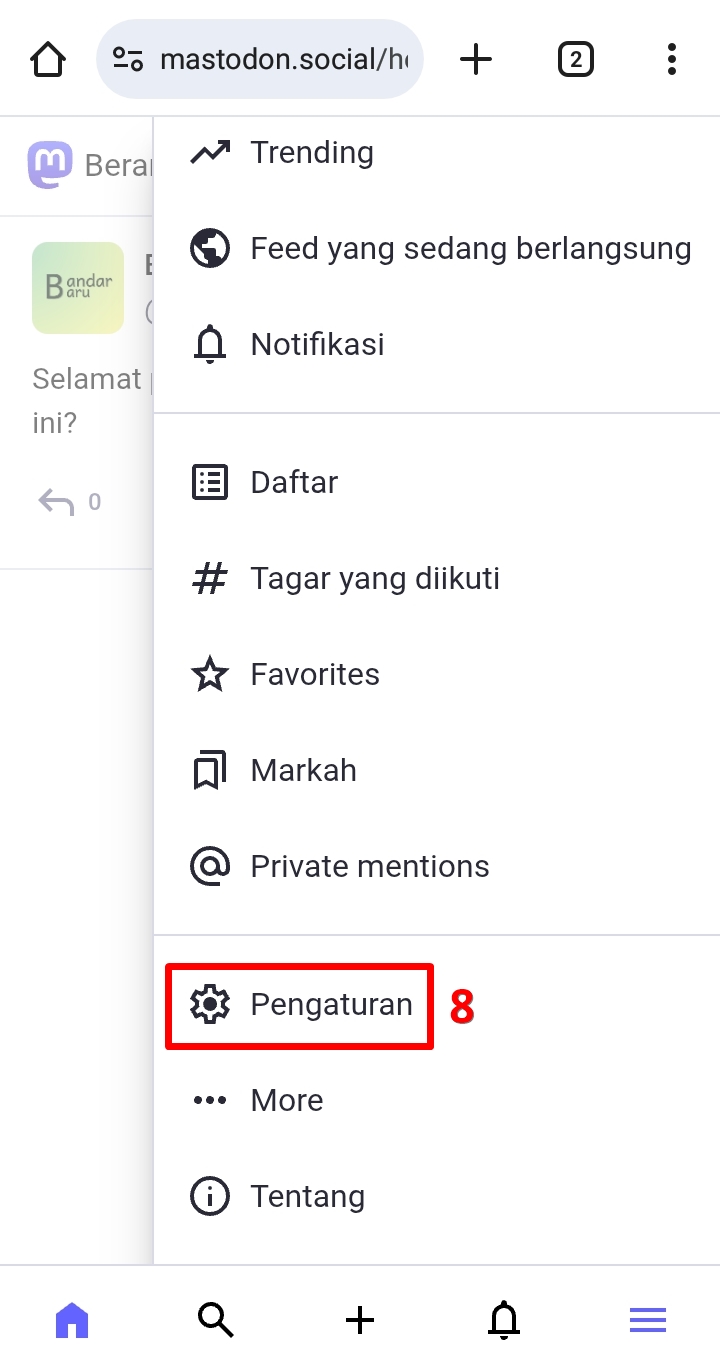 mastodon.social/h
2
Trending
Feed yang sedang berlangsung
Notifikasi
Bandar
Baru
Selamat
ini?
0
Daftar
Tagar yang diikuti
Favorites
Markah
Private mentions
Pengaturan
8
More
Tentang